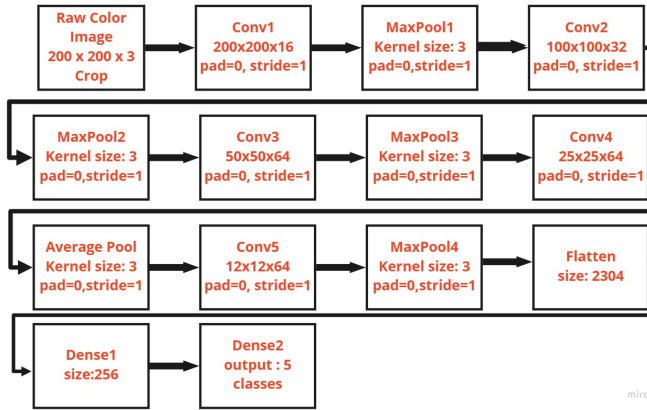 Raw Color
Image
200 x 200 x 3
Crop
Conv1
200x200x16
pad=0, stride=1
MaxPool1
Kernel size: 3
pad=0,stride=1
Conv2
100x100x32
pad=0, stride=1
MaxPool2
Kernel size: 3
pad=0,stride=1
Conv3
50x50x64
pad=0, stride=1
MaxPool3
Kernel size: 3
pad=0,stride=1
Conv4
25x25x64
pad=0, stride=1
Average Pool
Kernel size: 3
pad=0,stride=1
Conv5
12x12x64
pad=0, stride=1
MaxPool4
Kernel size: 3
pad=0,stride=1
Flatten
size: 2304
Dense1
size:256
Dense2
output : 5
classes